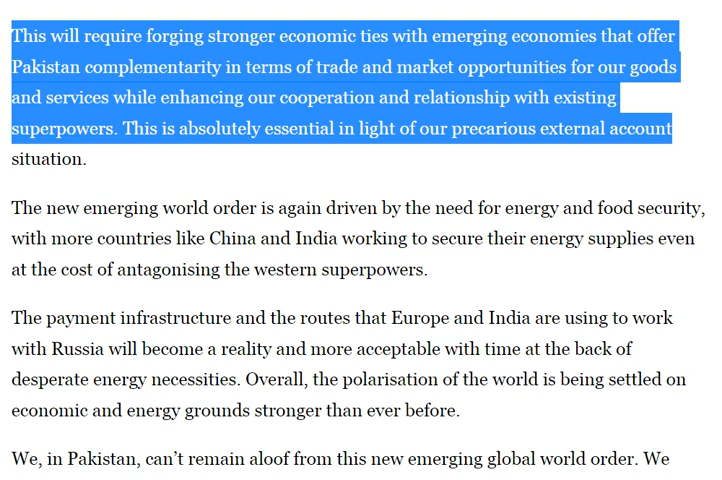 This will require forging stronger economic ties with emerging economies that offer
Pakistan complementarity in terms of trade and market opportunities for our goods
and services while enhancing our cooperation and relationship with existing
superpowers. This is absolutely essential in light of our precarious external account
situation.
The new emerging world order is again driven by the need for energy and food security,
with more countries like China and India working to secure their energy supplies even
at the cost of antagonising the western superpowers.
The payment infrastructure and the routes that Europe and India are using to work
with Russia will become a reality and more acceptable with time at the back of
desperate energy necessities. Overall, the polarisation of the world is being settled on
economic and energy grounds stronger than ever before.
We, in Pakistan, can’t remain aloof from this new emerging global world order. We